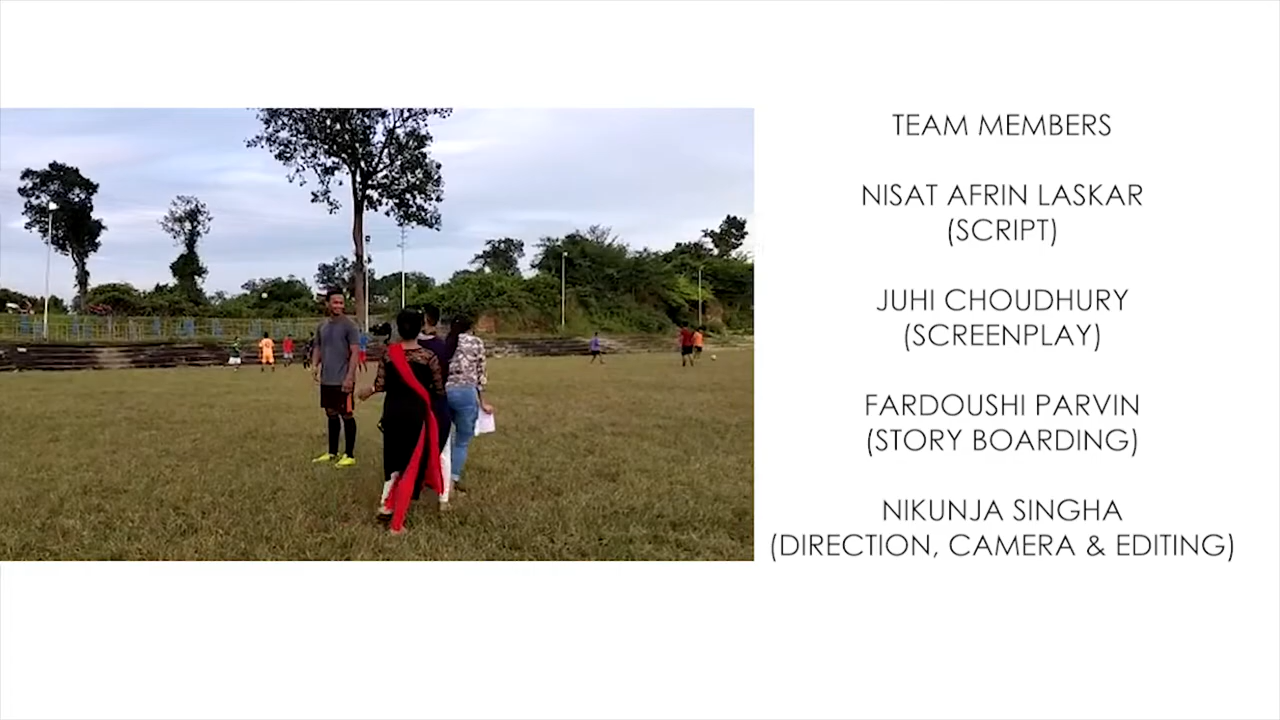 TEAM MEMBERS
NISAT AFRIN LASKAR
(SCRIPT)
JUHI CHOUDHURY
(SCREENPLAY)
FARDOUSHI PARVIN
(STORY BOARDING)
NIKUNJA SINGHA
(DIRECTION, CAMERA & EDITING)